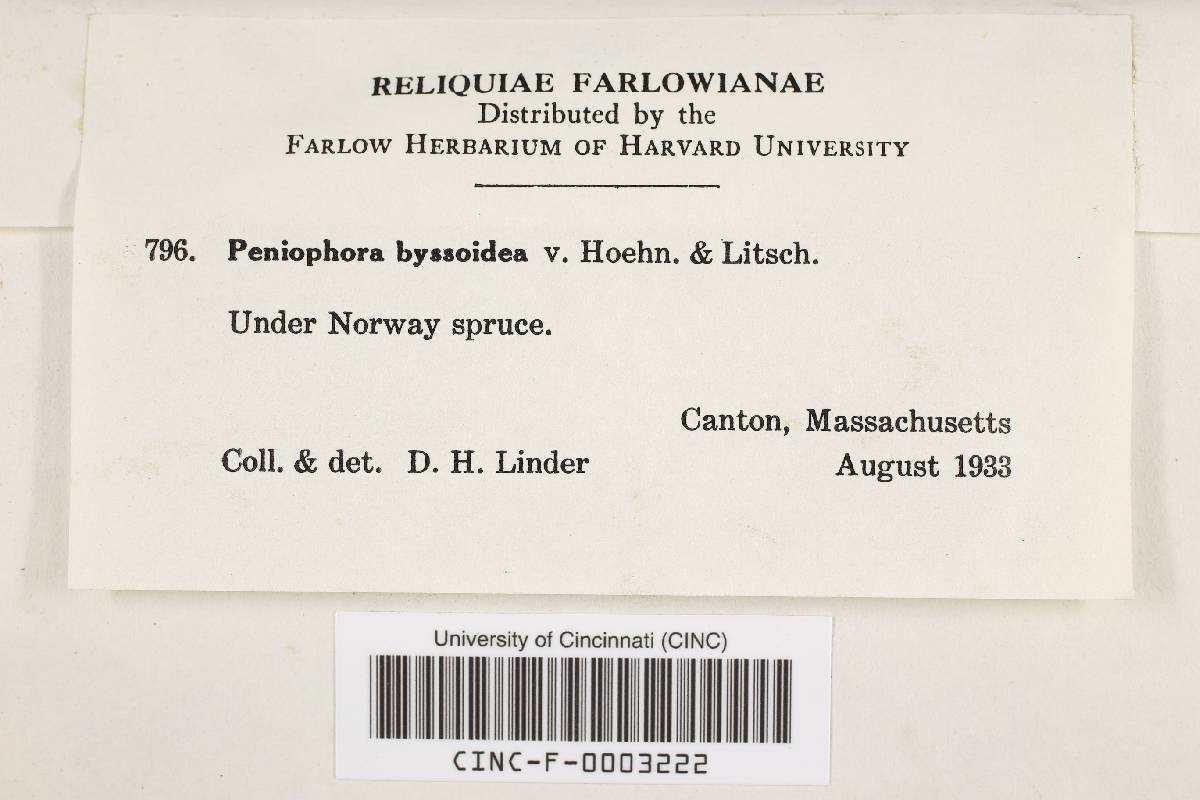 RELIQUIAE FARLOWIANAE
Distributed by the
FARLOW HERBARIUM OF HARVARD UNIVERSITY
796. Peniophora byssoidea v. Hoehn. & Litsch.
Under Norway spruce.
Canton, Massachusetts
Coll. & det. D. H. Linder August 1933
University of Cincinnati (CINC)
CINC-F-0003222